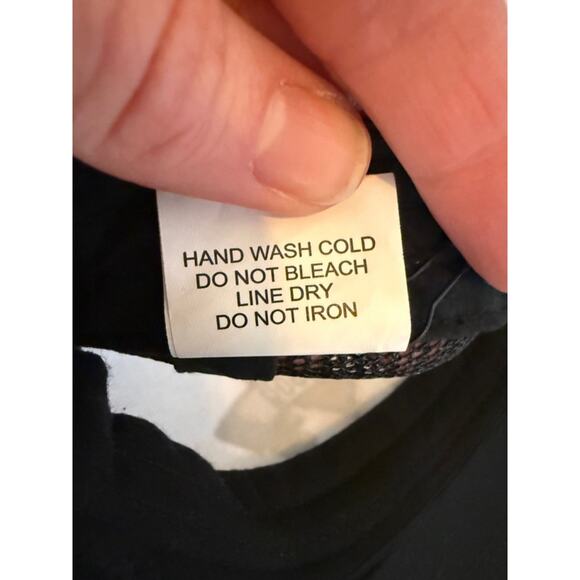 HAND WASH COLD
DO NOT BLEACH
LINE DRY
DO NOT IRON